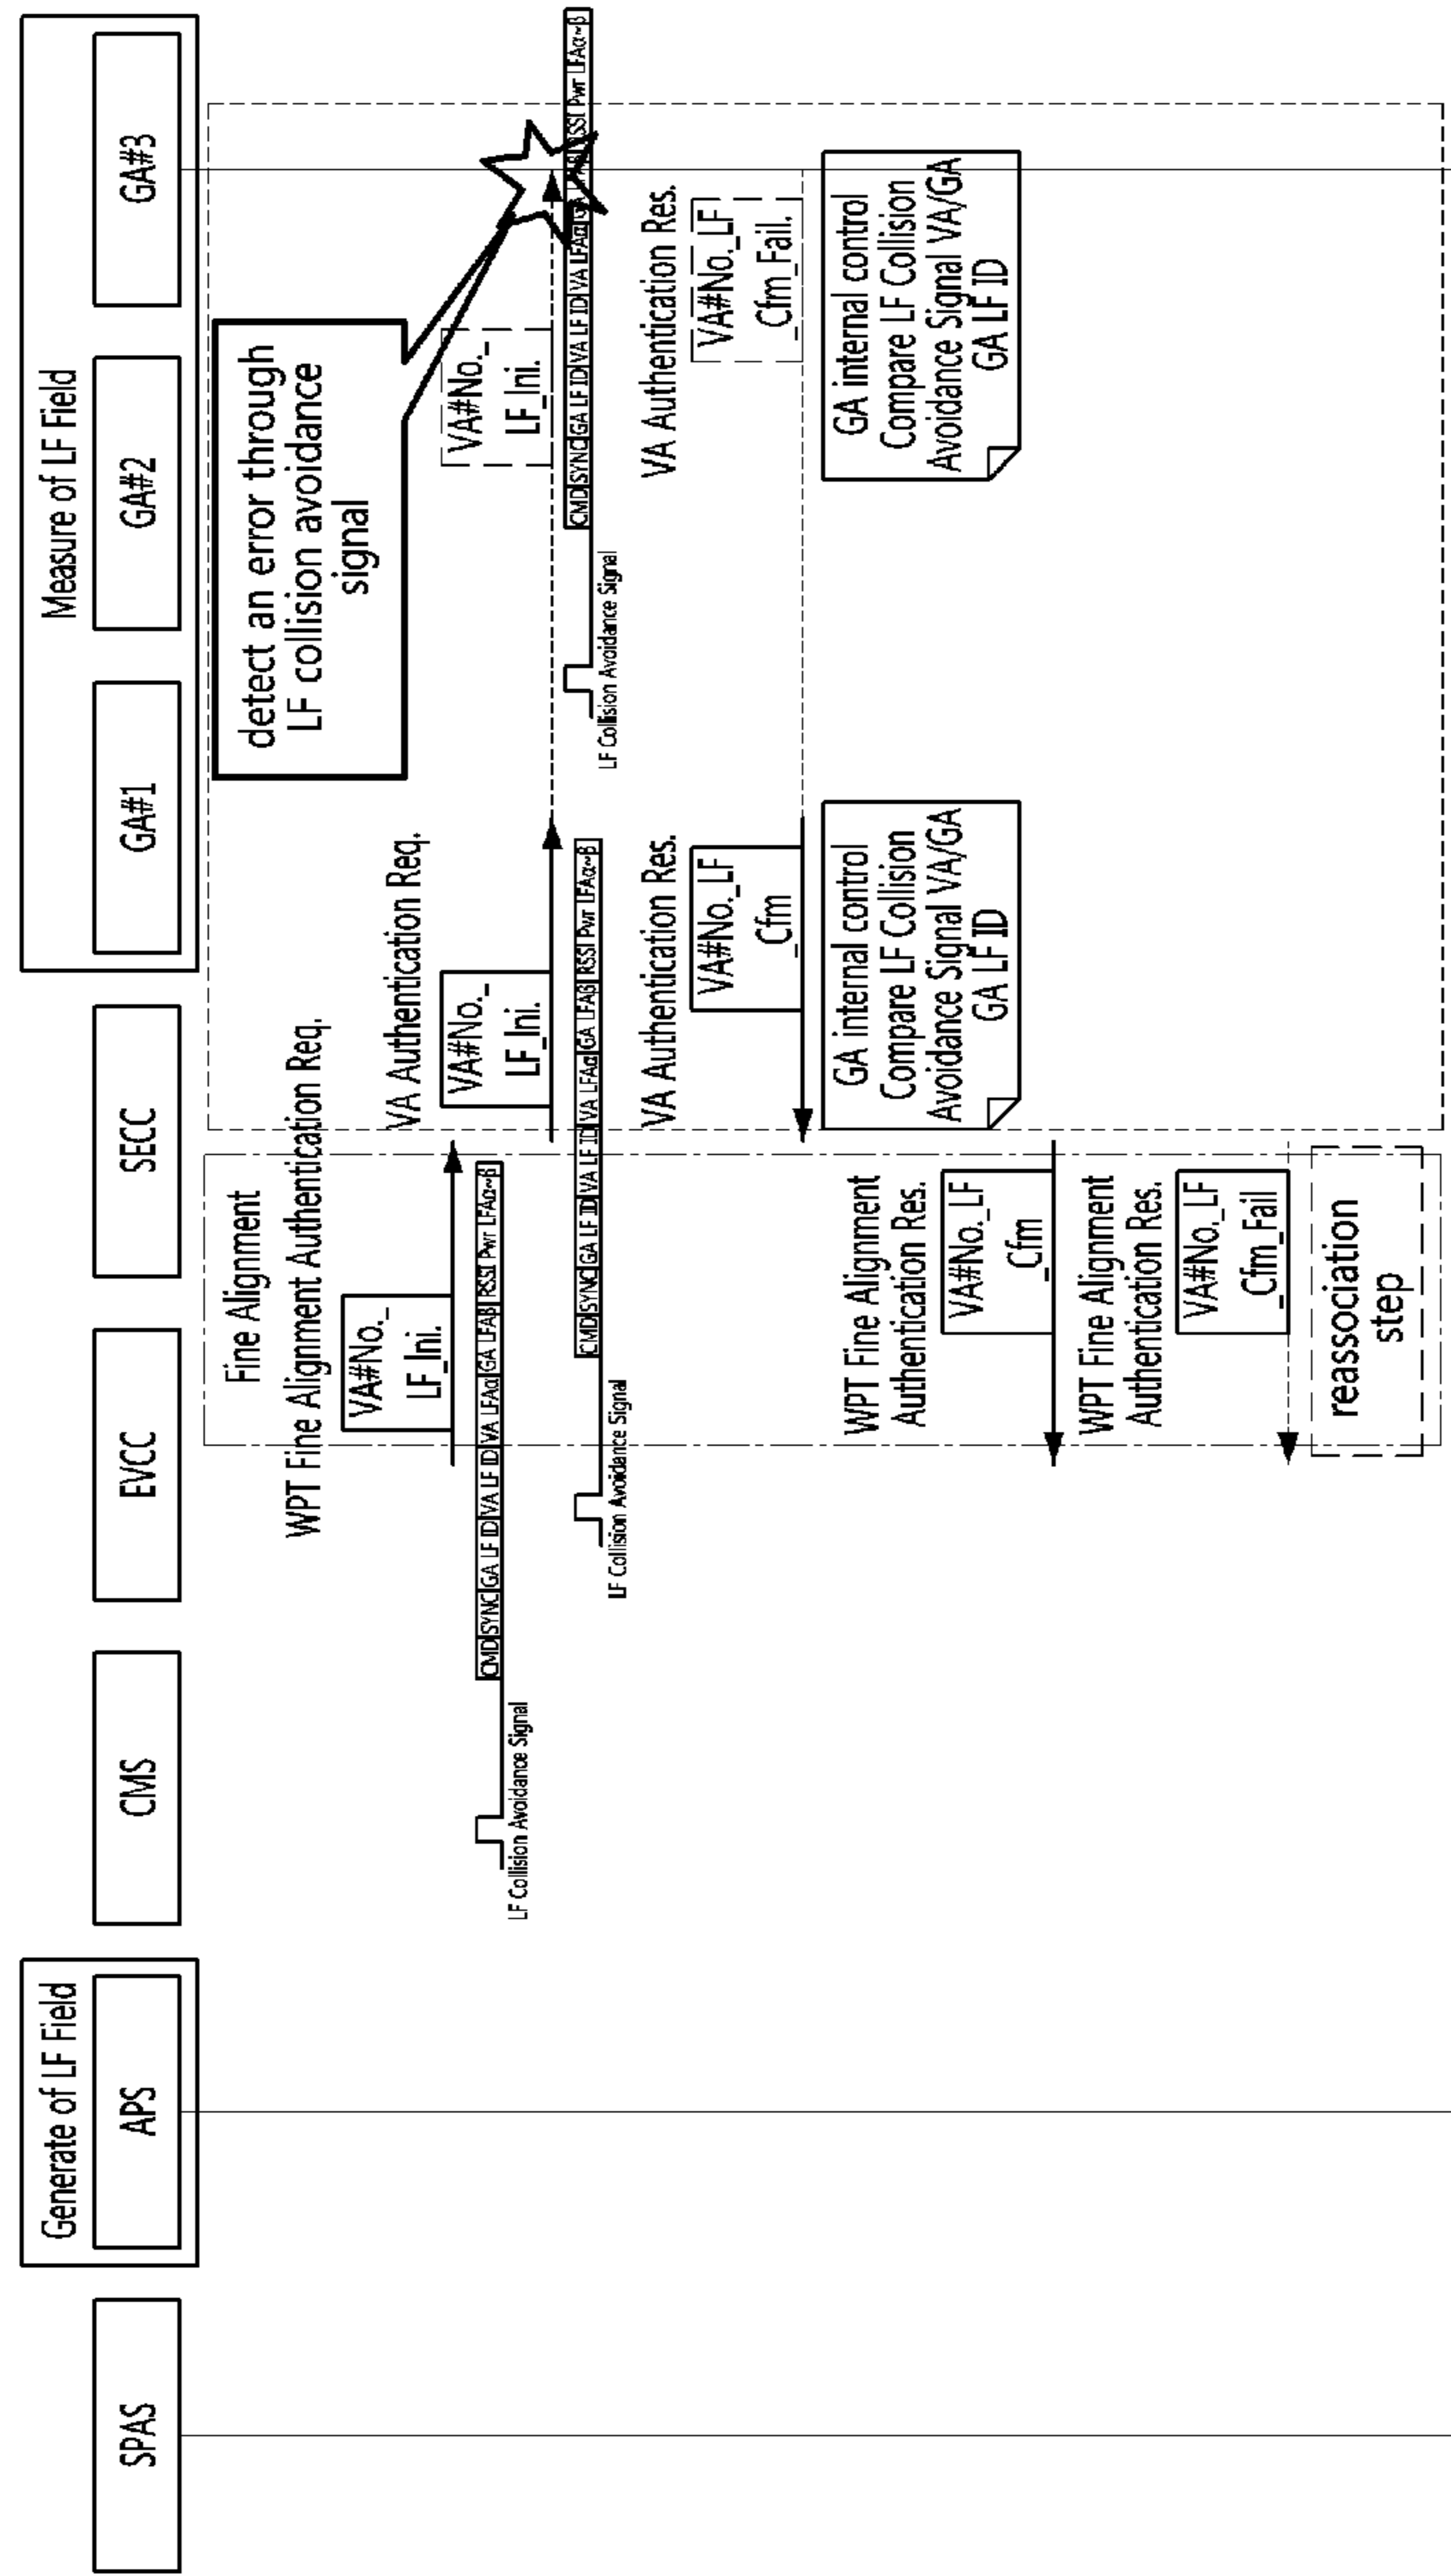 Generate of LF Field
Measure of LF Field
SPAS
APS
CMS
EVCC
SECC
GA#1
GA#2
GA#3
detect an error through
LF collision avoidance
signal
Fine Alignment
WPT Fine Alignment Authentication Req.
VA#No._
LF_Ini.
CMD SYNC GA LF ID VA LF ID VA LFAα GA LFAβ RSSI Pwr LFAα~β
LF Collision Avoidance Signal
VA Authentication Req.
VA#No._
LF_Ini.
CMD SYNC GA LF ID VA LF ID VA LFAα GA LFAβ RSSI Pwr LFAα~β
LF Collision Avoidance Signal
VA#No._
LF_Ini.
CMD SYNC GA LF ID VA LF ID VA LFAα RSSI Pwr LFAα~β
LF Collision Avoidance Signal
VA Authentication Res.
VA#No._LF
_Cfm
VA Authentication Res.
VA#No._LF
_Cfm_Fail.
GA internal control
Compare LF Collision
Avoidance Signal VA/GA
GA LF ID
GA internal control
Compare LF Collision
Avoidance Signal VA/GA
GA LF ID
WPT Fine Alignment
Authentication Res.
VA#No._LF
_Cfm
WPT Fine Alignment
Authentication Res.
VA#No._LF
_Cfm_Fail
reassociation
step